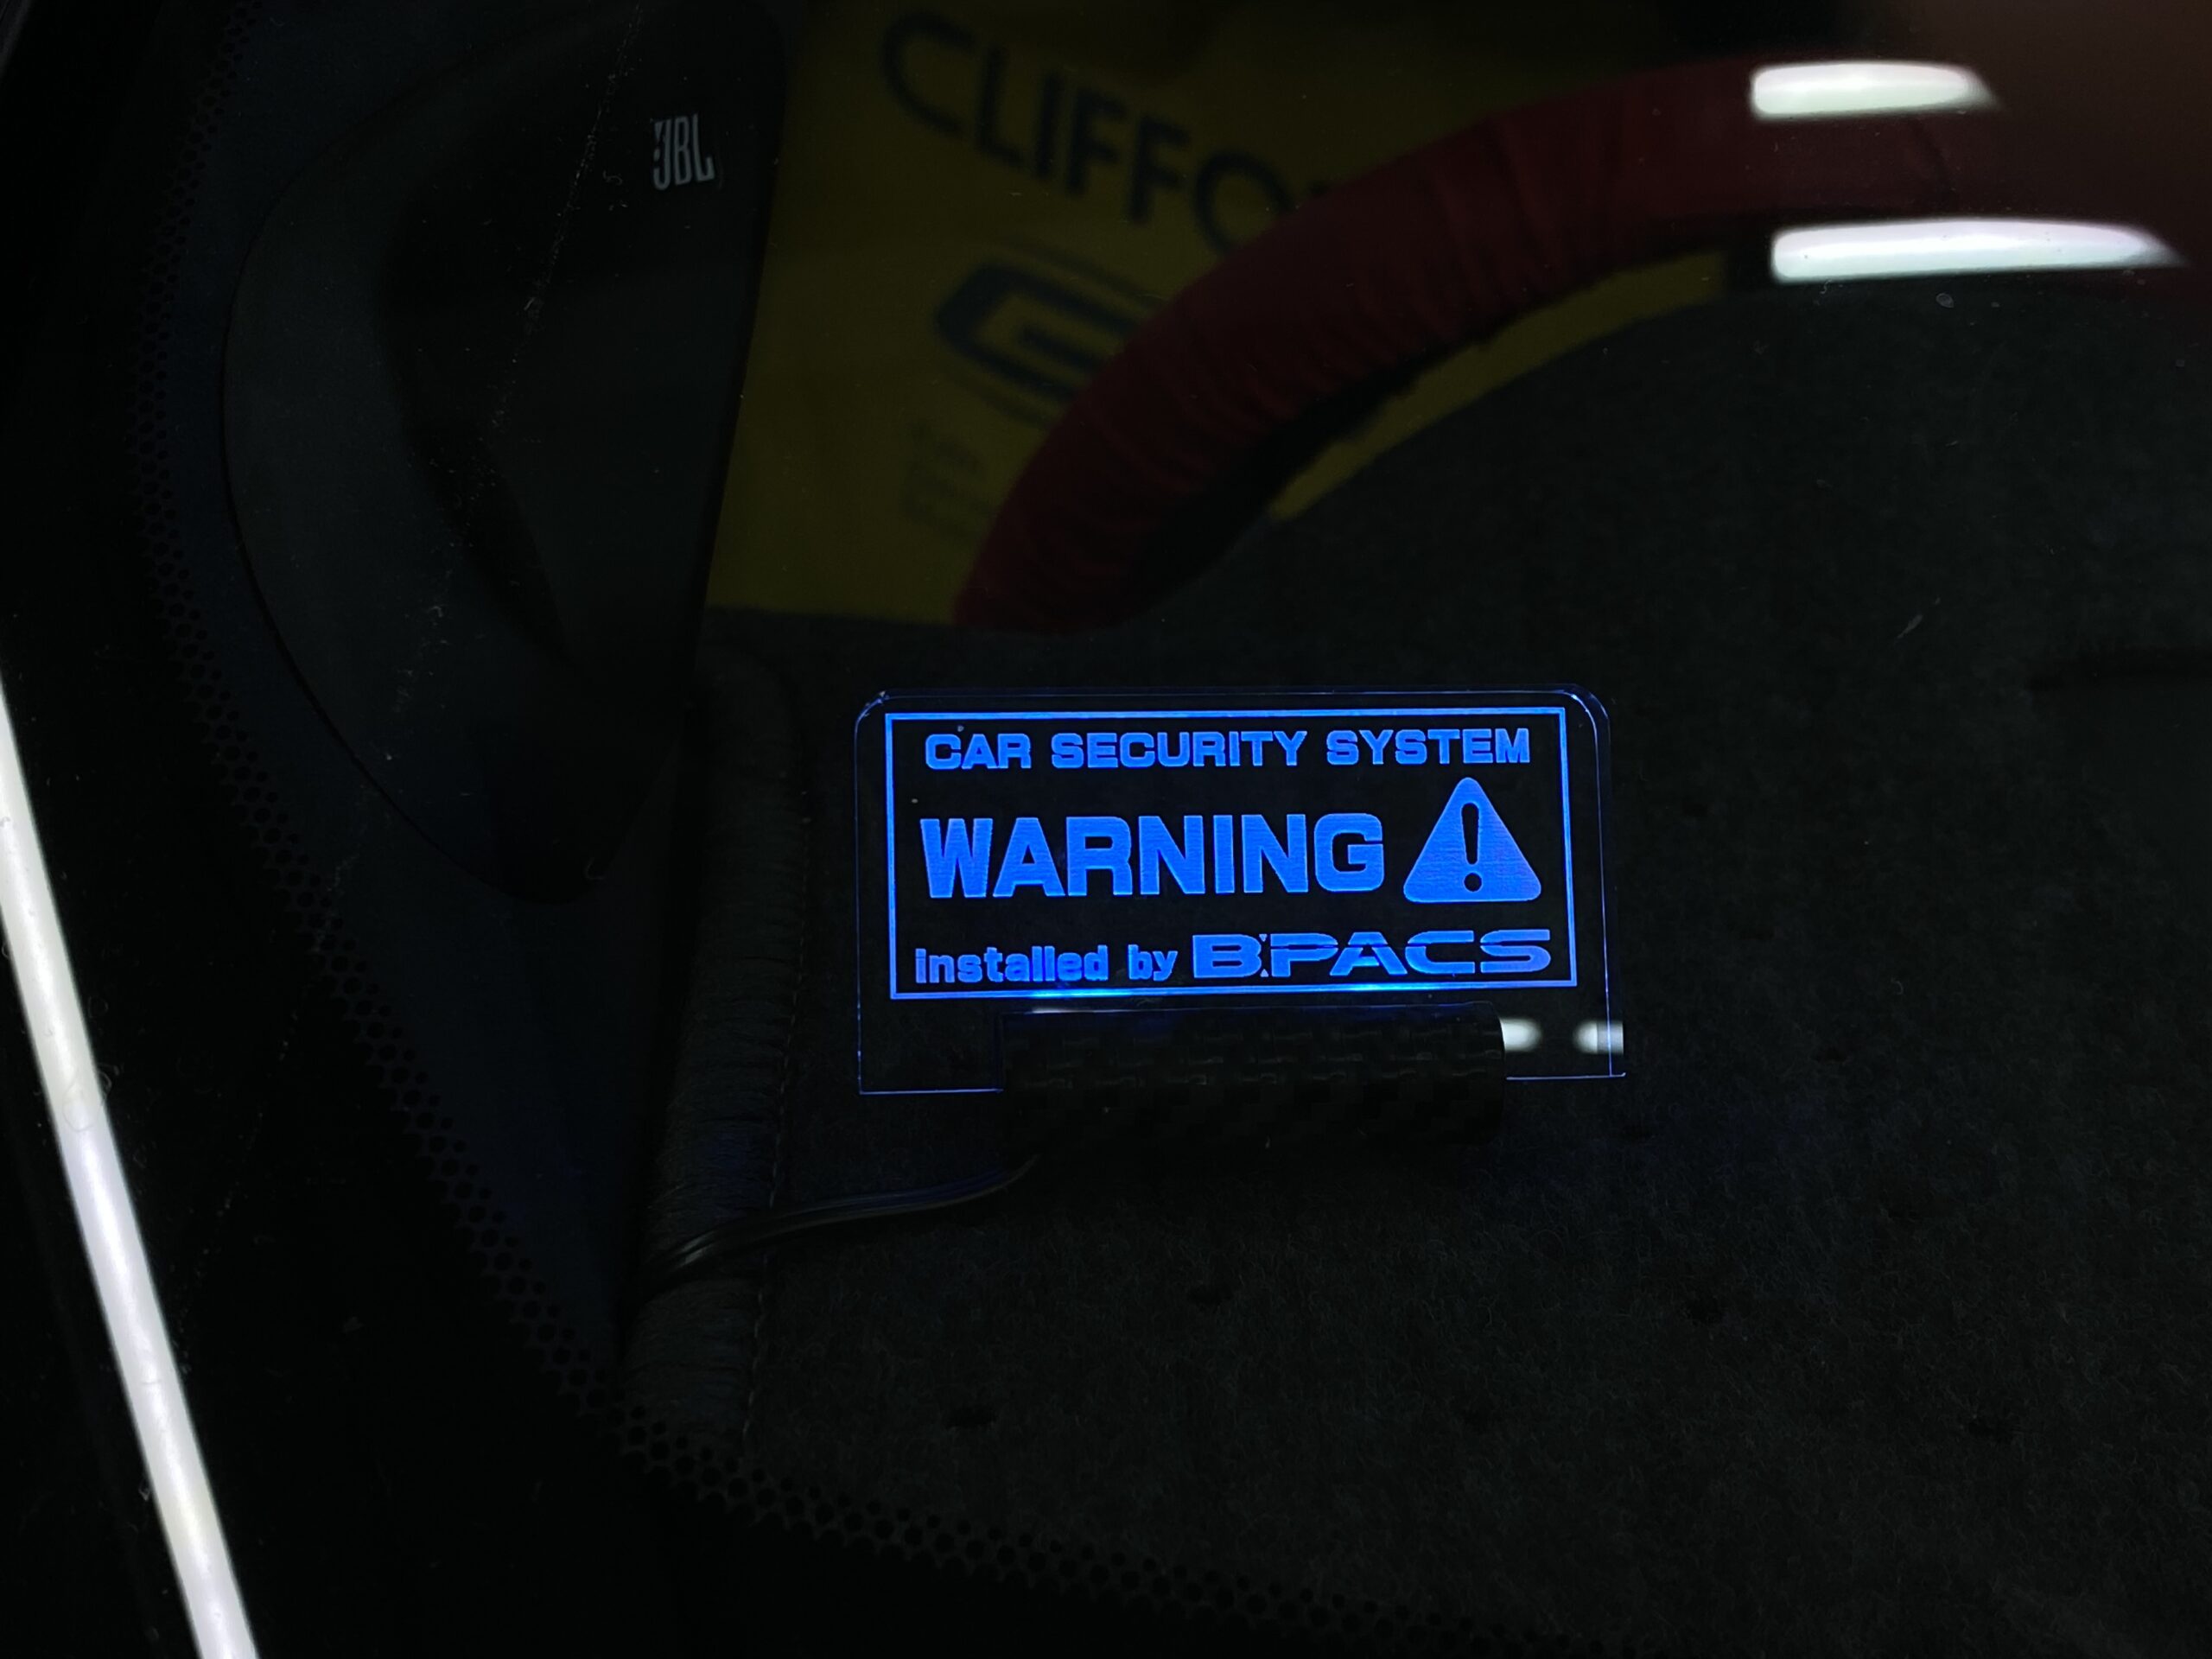 JBL
CLIFFO
CAR SECURITY SYSTEM
WARNING
installed by B:PACS